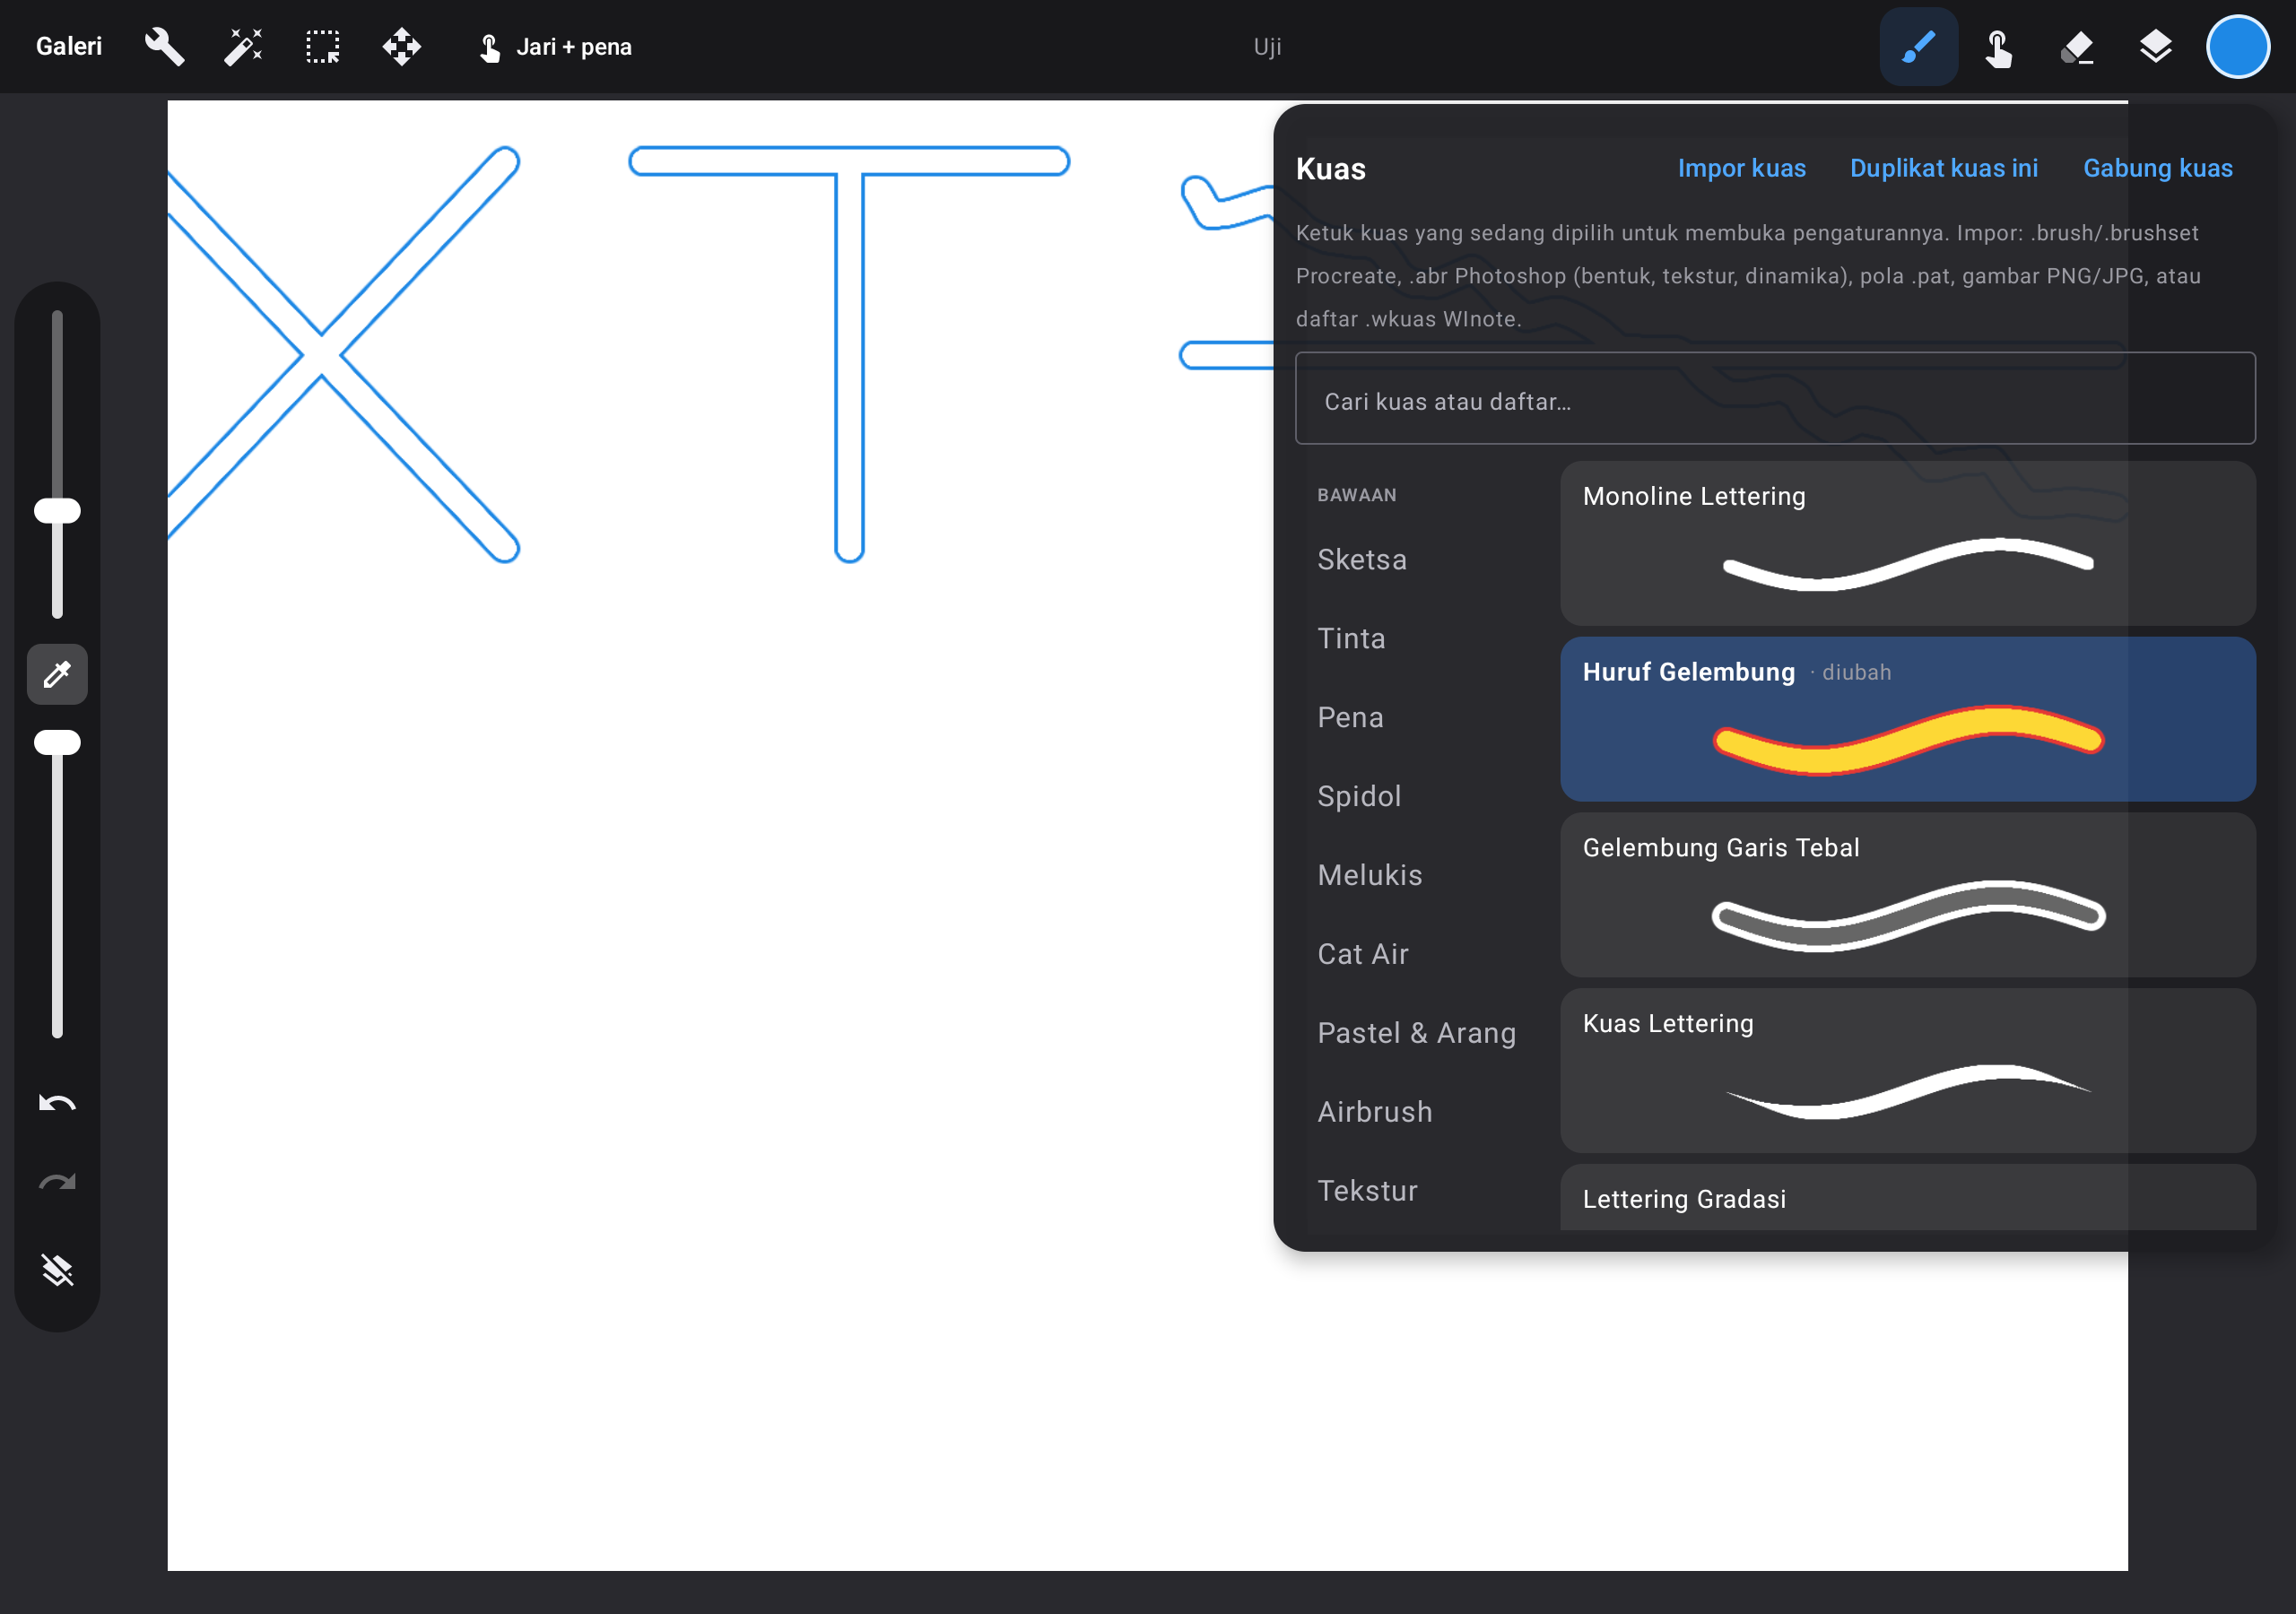 Galeri
Jari + pena
Uji
Kuas
Impor kuas
Duplikat kuas ini
Gabung kuas
Ketuk kuas yang sedang dipilih untuk membuka pengaturannya. Impor: .brush/.brushset
Procreate, .abr Photoshop (bentuk, tekstur, dinamika), pola .pat, gambar PNG/JPG, atau
daftar .wkuas WInote.
Cari kuas atau daftar…
BAWAAN
Sketsa
Tinta
Pena
Spidol
Melukis
Cat Air
Pastel & Arang
Airbrush
Tekstur
Monoline Lettering
Huruf Gelembung · diubah
Gelembung Garis Tebal
Kuas Lettering
Lettering Gradasi